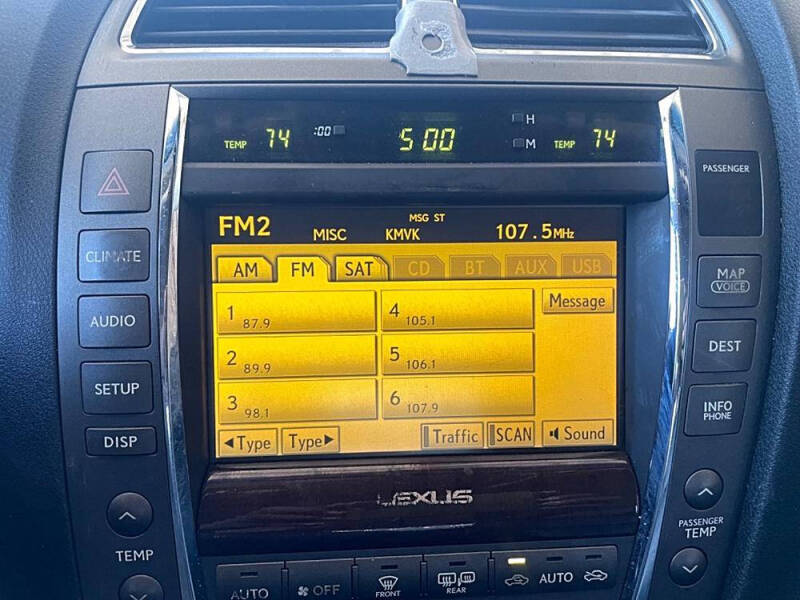 TEMP 74 :00 5:00 H M TEMP 74
PASSENGER
FM2 MISC MSG ST KMVK 107.5MHz
AM FM SAT CD BT AUX USB
CLIMATE
MAP
VOICE
1 87.9 4 105.1 Message
AUDIO
2 89.9 5 106.1
DEST
SETUP
3 98.1 6 107.9
INFO
PHONE
◄Type Type► Traffic SCAN Sound
DISP
LEXUS
TEMP
PASSENGER
TEMP
AUTO OFF FRONT REAR AUTO